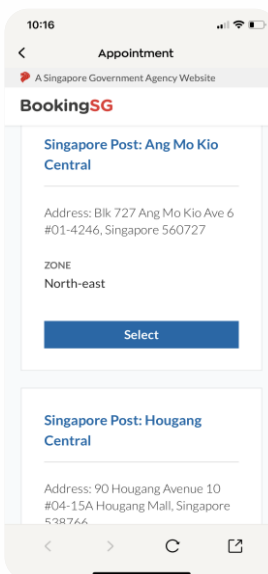 10:16
Appointment
A Singapore Government Agency Website
BookingSG
Singapore Post: Ang Mo Kio
Central
Address: Blk 727 Ang Mo Kio Ave 6
#01-4246, Singapore 560727
ZONE
North-east
Select
Singapore Post: Hougang
Central
Address: 90 Hougang Avenue 10
#04-15A Hougang Mall, Singapore
538766